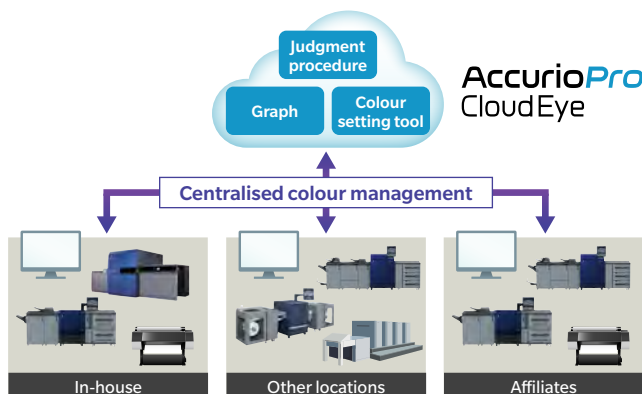 Judgment
procedure
Graph
Colour
setting tool
AccurioPro
CloudEye
Centralised colour management
In-house
Other locations
Affiliates